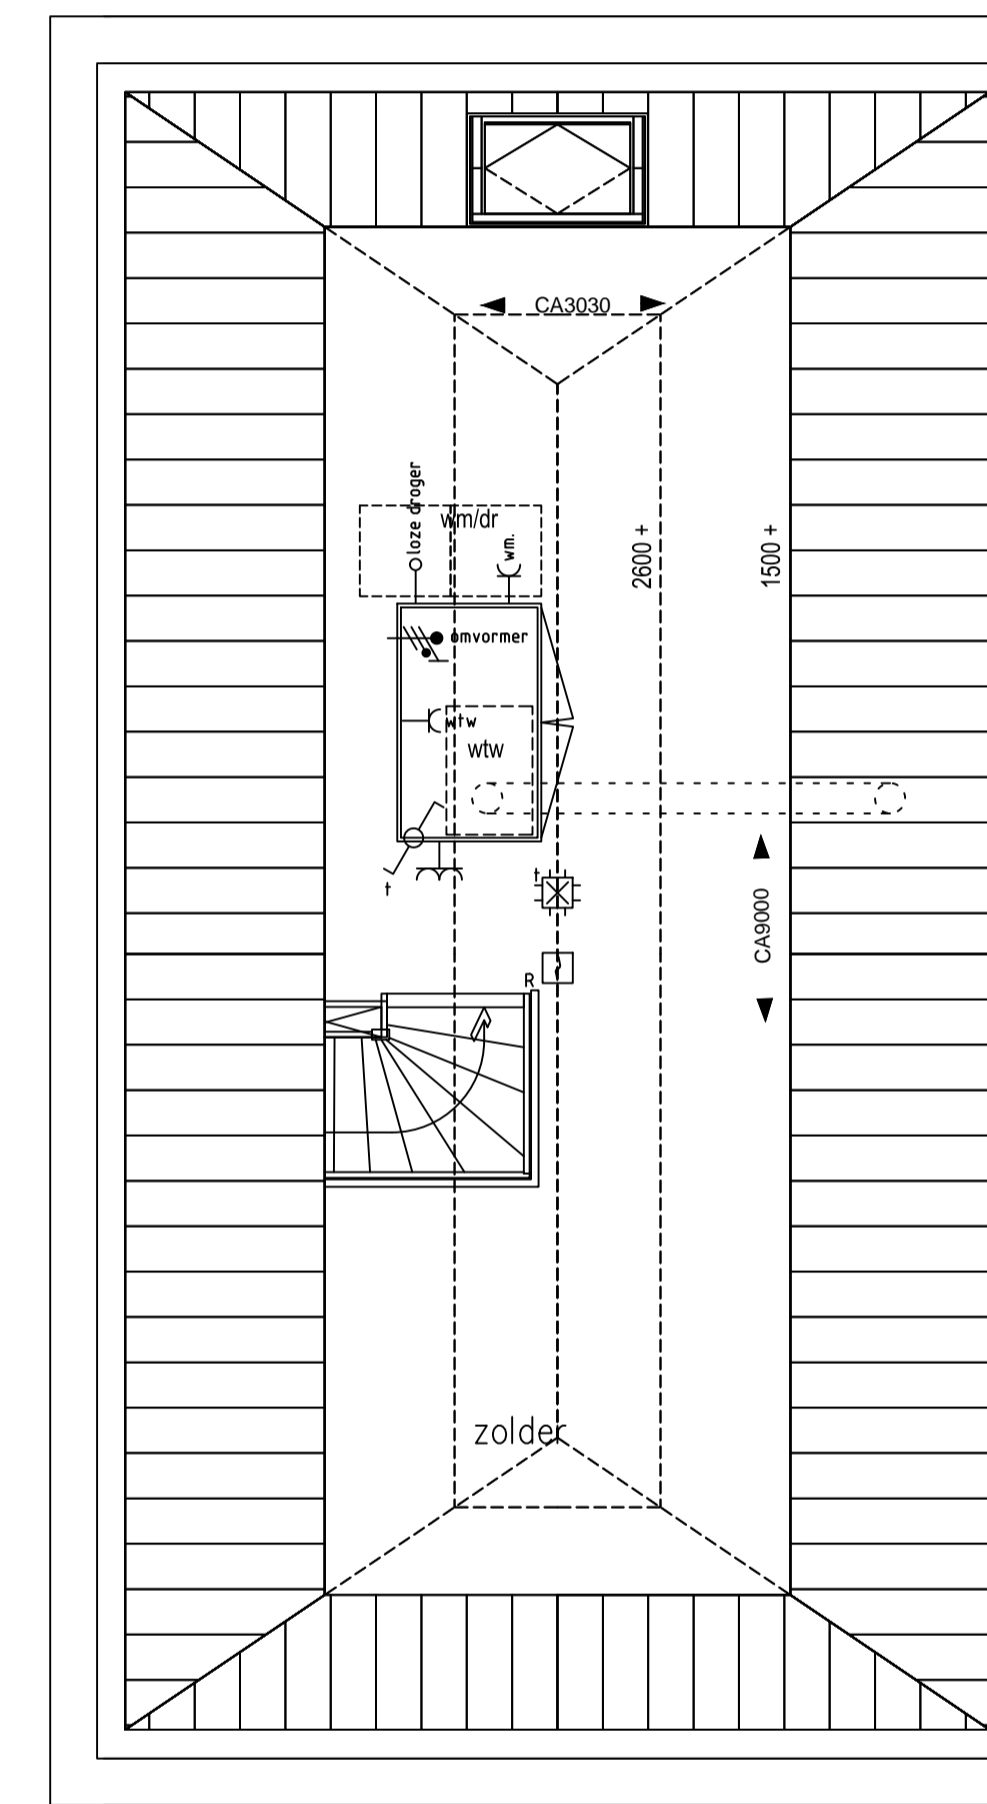 CA3030
loze droger
wm/dr
wm.
2600 +
1500 +
omvormer
wtw
wtw
t
t
CA9000
R
zolder